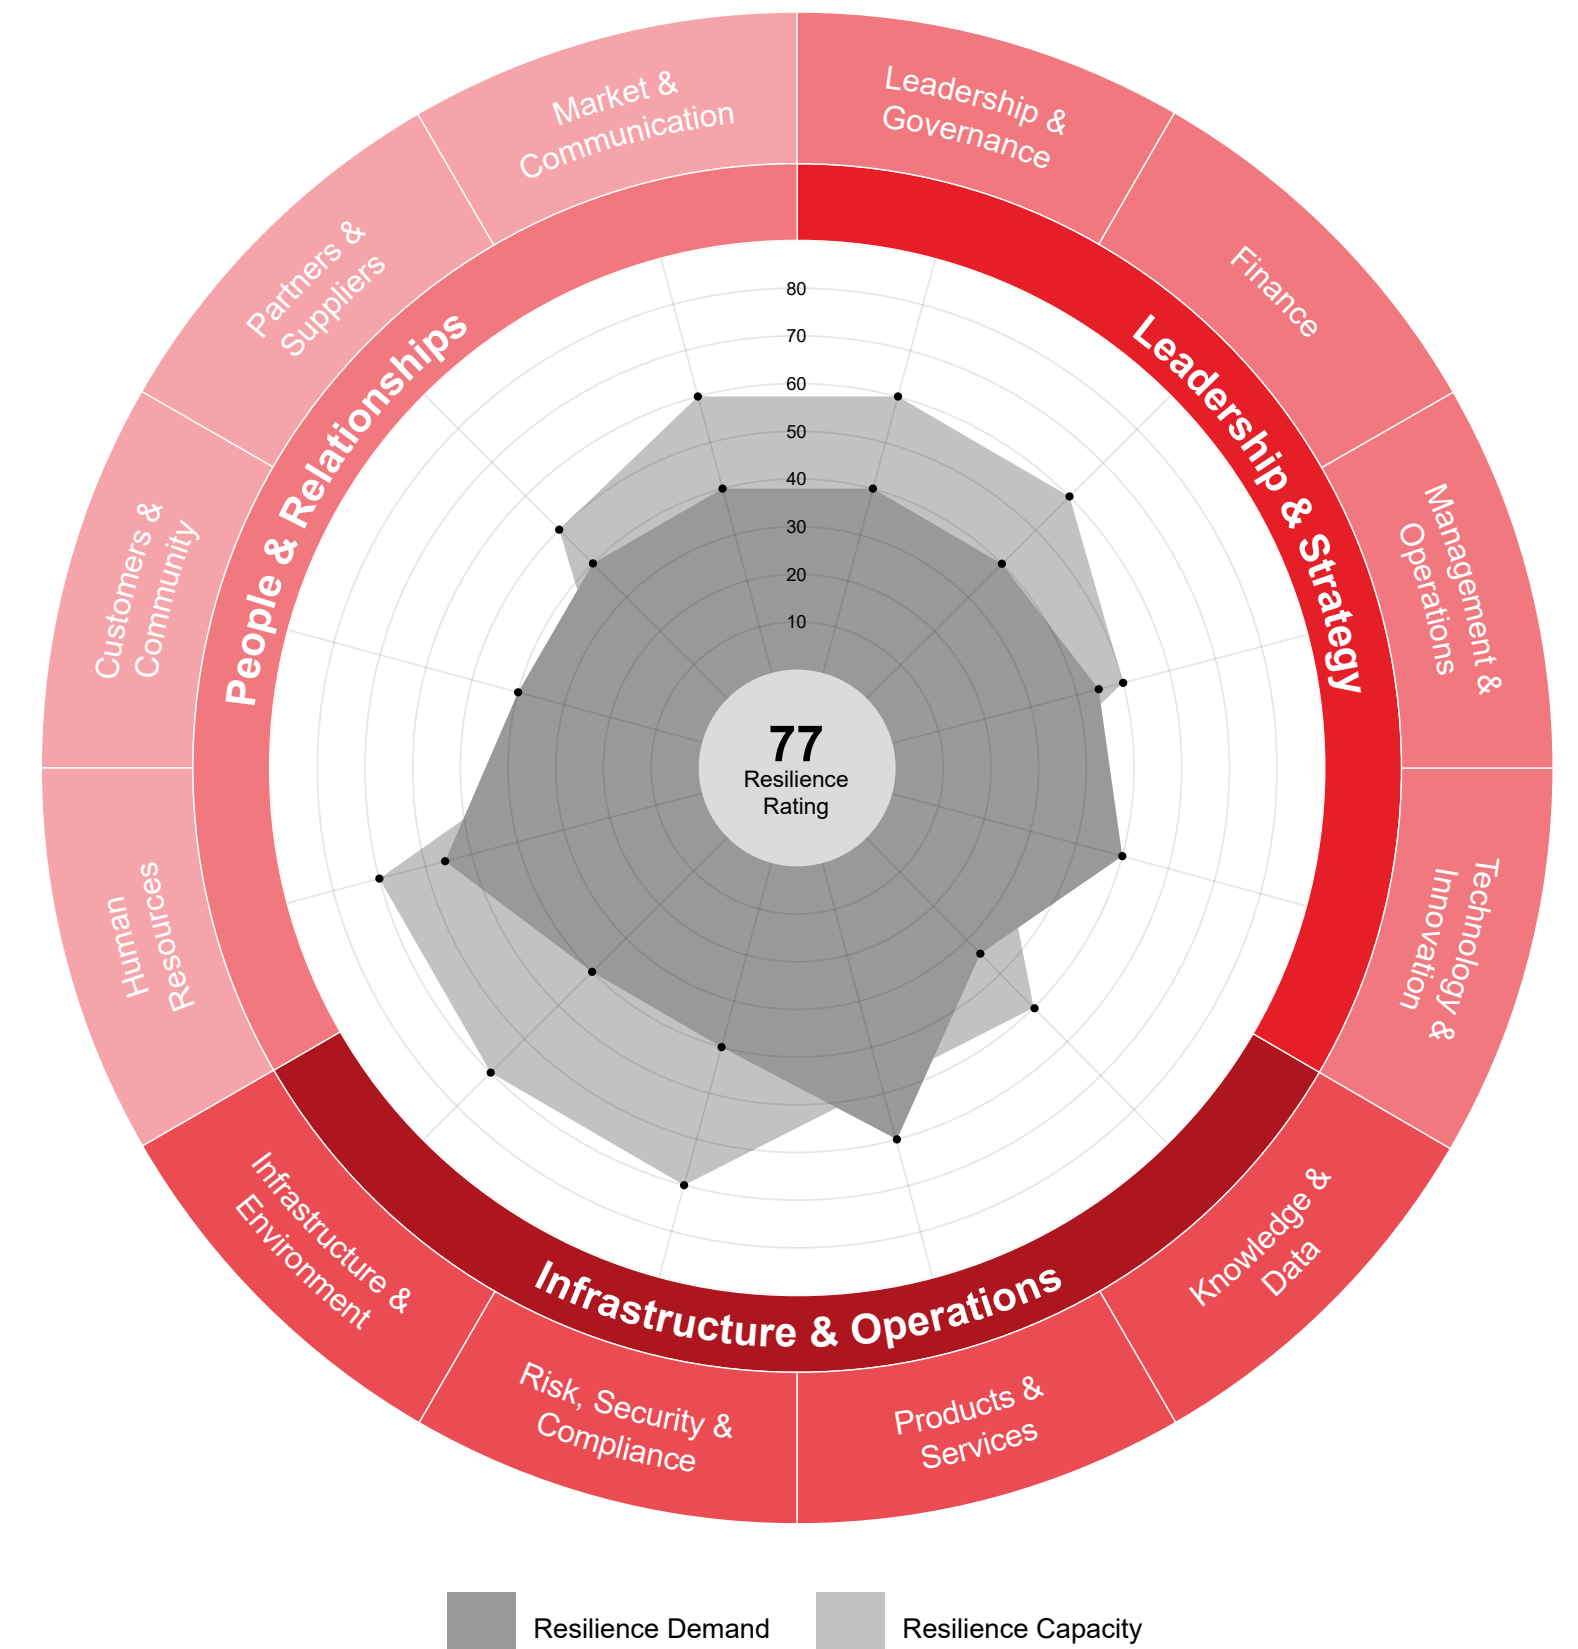 Market &
Communication
Leadership &
Governance
Finance
Management &
Operations
Technology &
Innovation
Knowledge &
Data
Products &
Services
Risk, Security &
Compliance
Infrastructure &
Environment
Human
Resources
Customers &
Community
Partners &
Suppliers
People & Relationships
Leadership & Strategy
Infrastructure & Operations
80
70
60
50
40
30
20
10
77
Resilience
Rating
Resilience Demand
Resilience Capacity